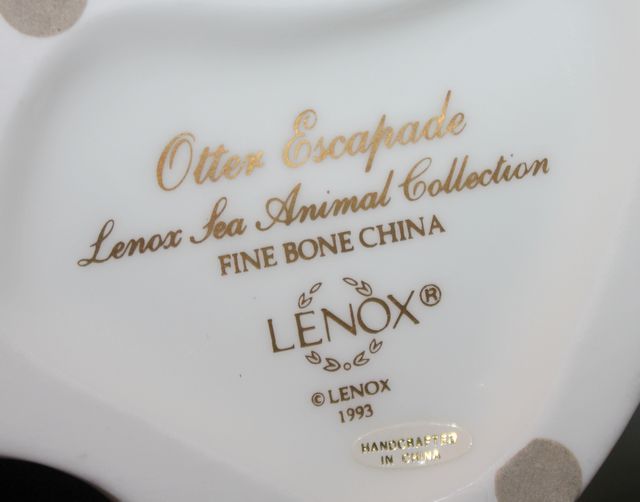 Otter Escapade
Lenox Sea Animal Collection
FINE BONE CHINA
LENOX®
© LENOX
1993
HANDCRAFTED
IN CHINA